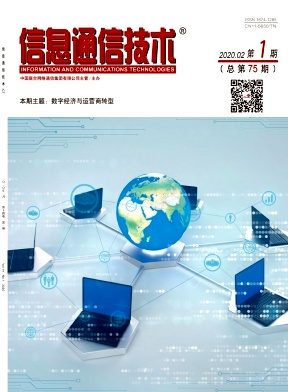 信息通信技术®
INFORMATION AND COMMUNICATIONS TECHNOLOGIES
中国联合网络通信集团有限公司主管/主办
本期主题：数字经济与运营商转型
2020.02 第1期
（总第75期）